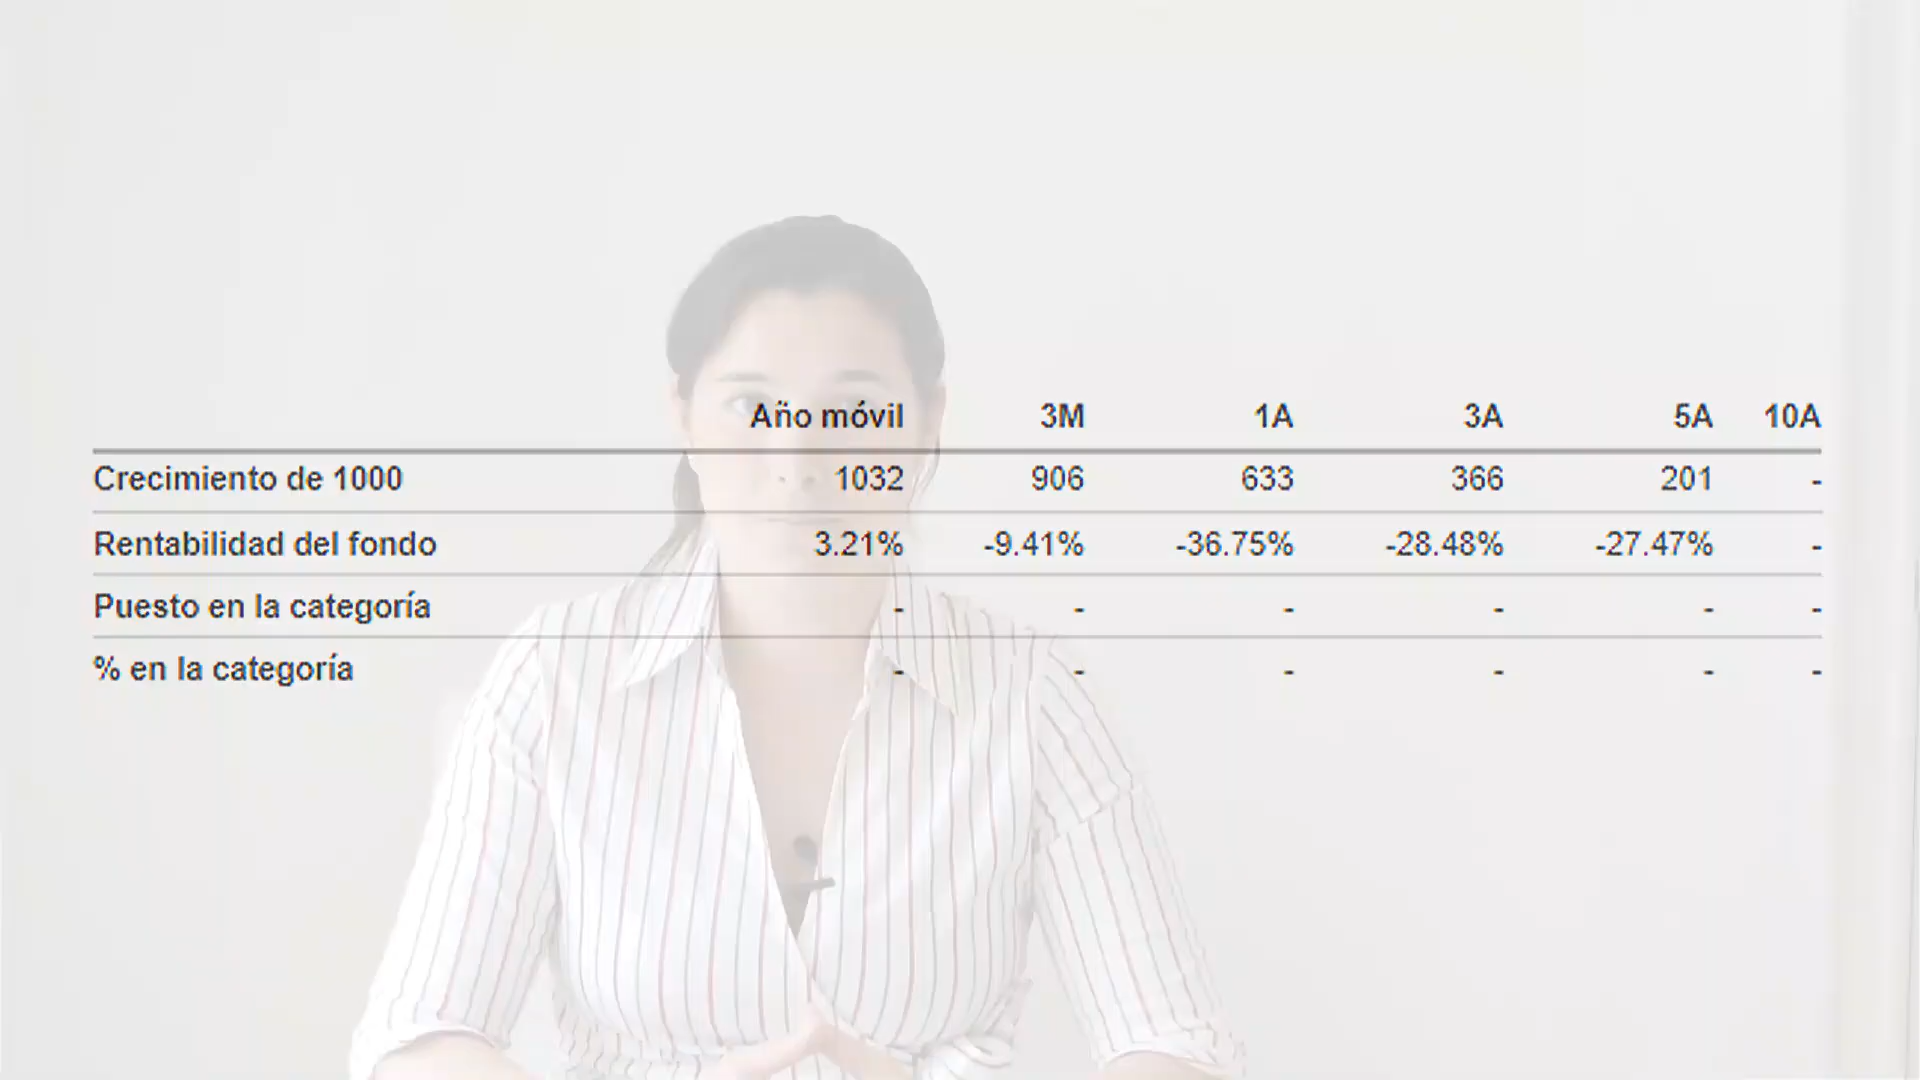 Año móvil 3M 1A 3A 5A 10A
Crecimiento de 1000 1032 906 633 366 201 -
Rentabilidad del fondo 3.21% -9.41% -36.75% -28.48% -27.47% -
Puesto en la categoría - - - - - -
% en la categoría - - - - - -